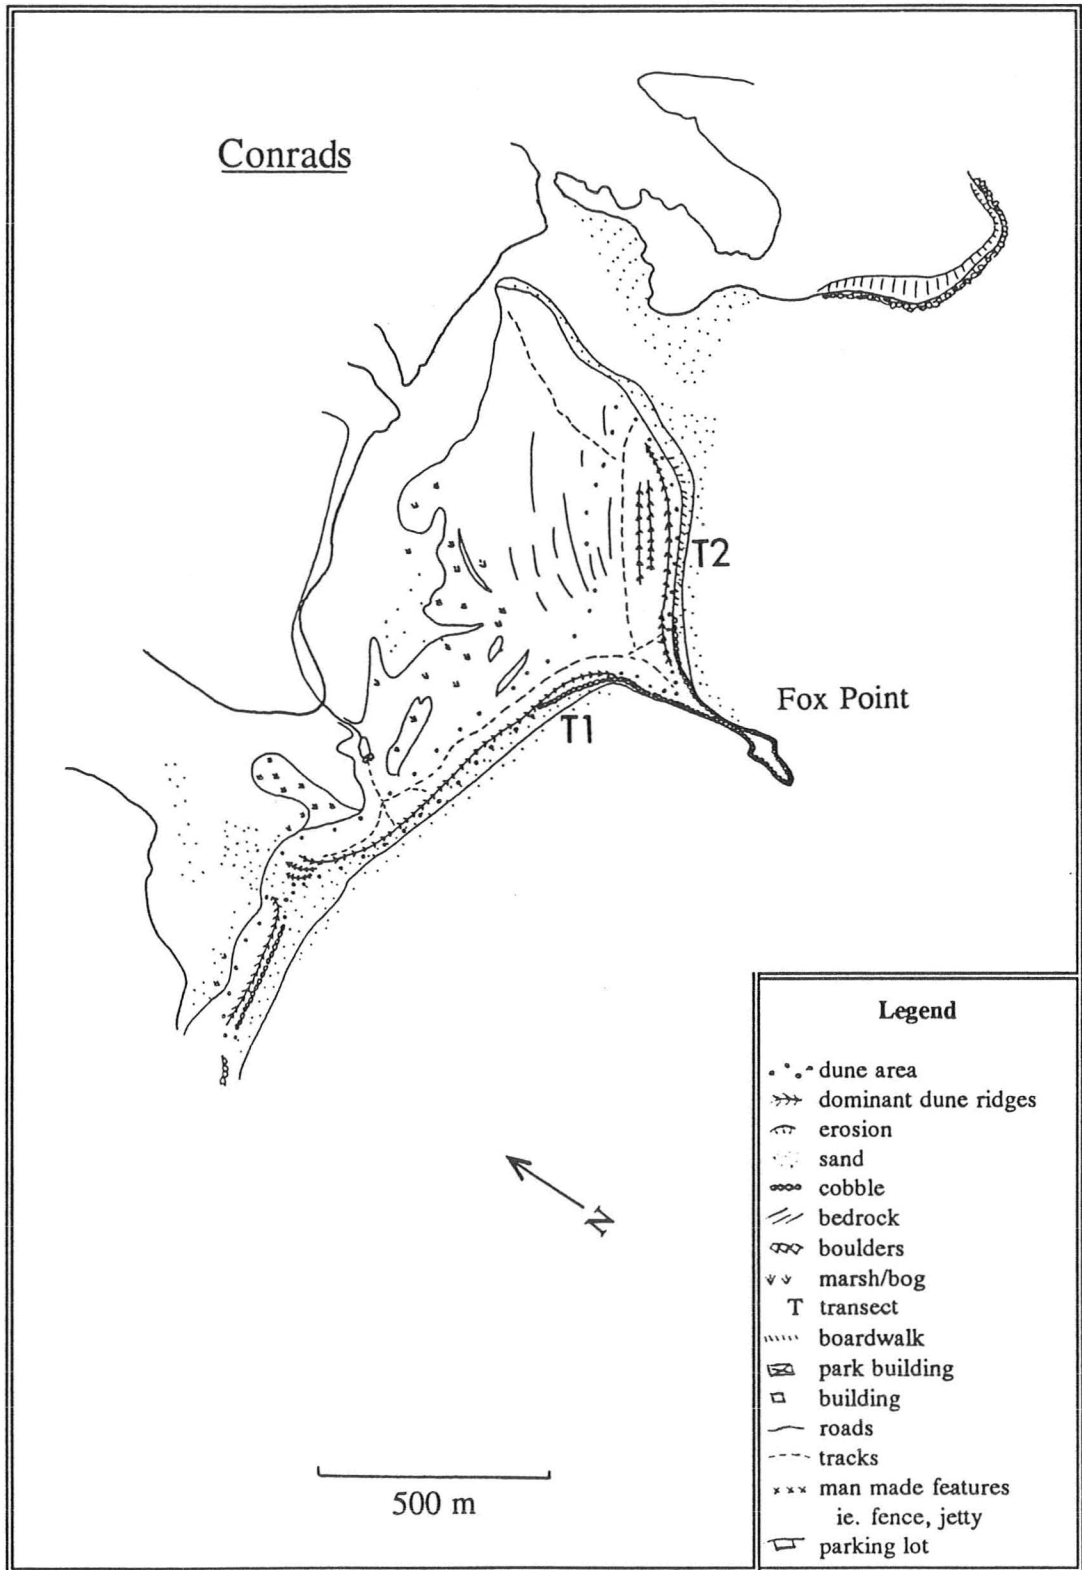 Conrads
T2
Fox Point
T1
N
500 m
Legend
dune area
dominant dune ridges
erosion
sand
cobble
bedrock
boulders
marsh/bog
T transect
boardwalk
park building
building
roads
tracks
man made features
ie. fence, jetty
parking lot